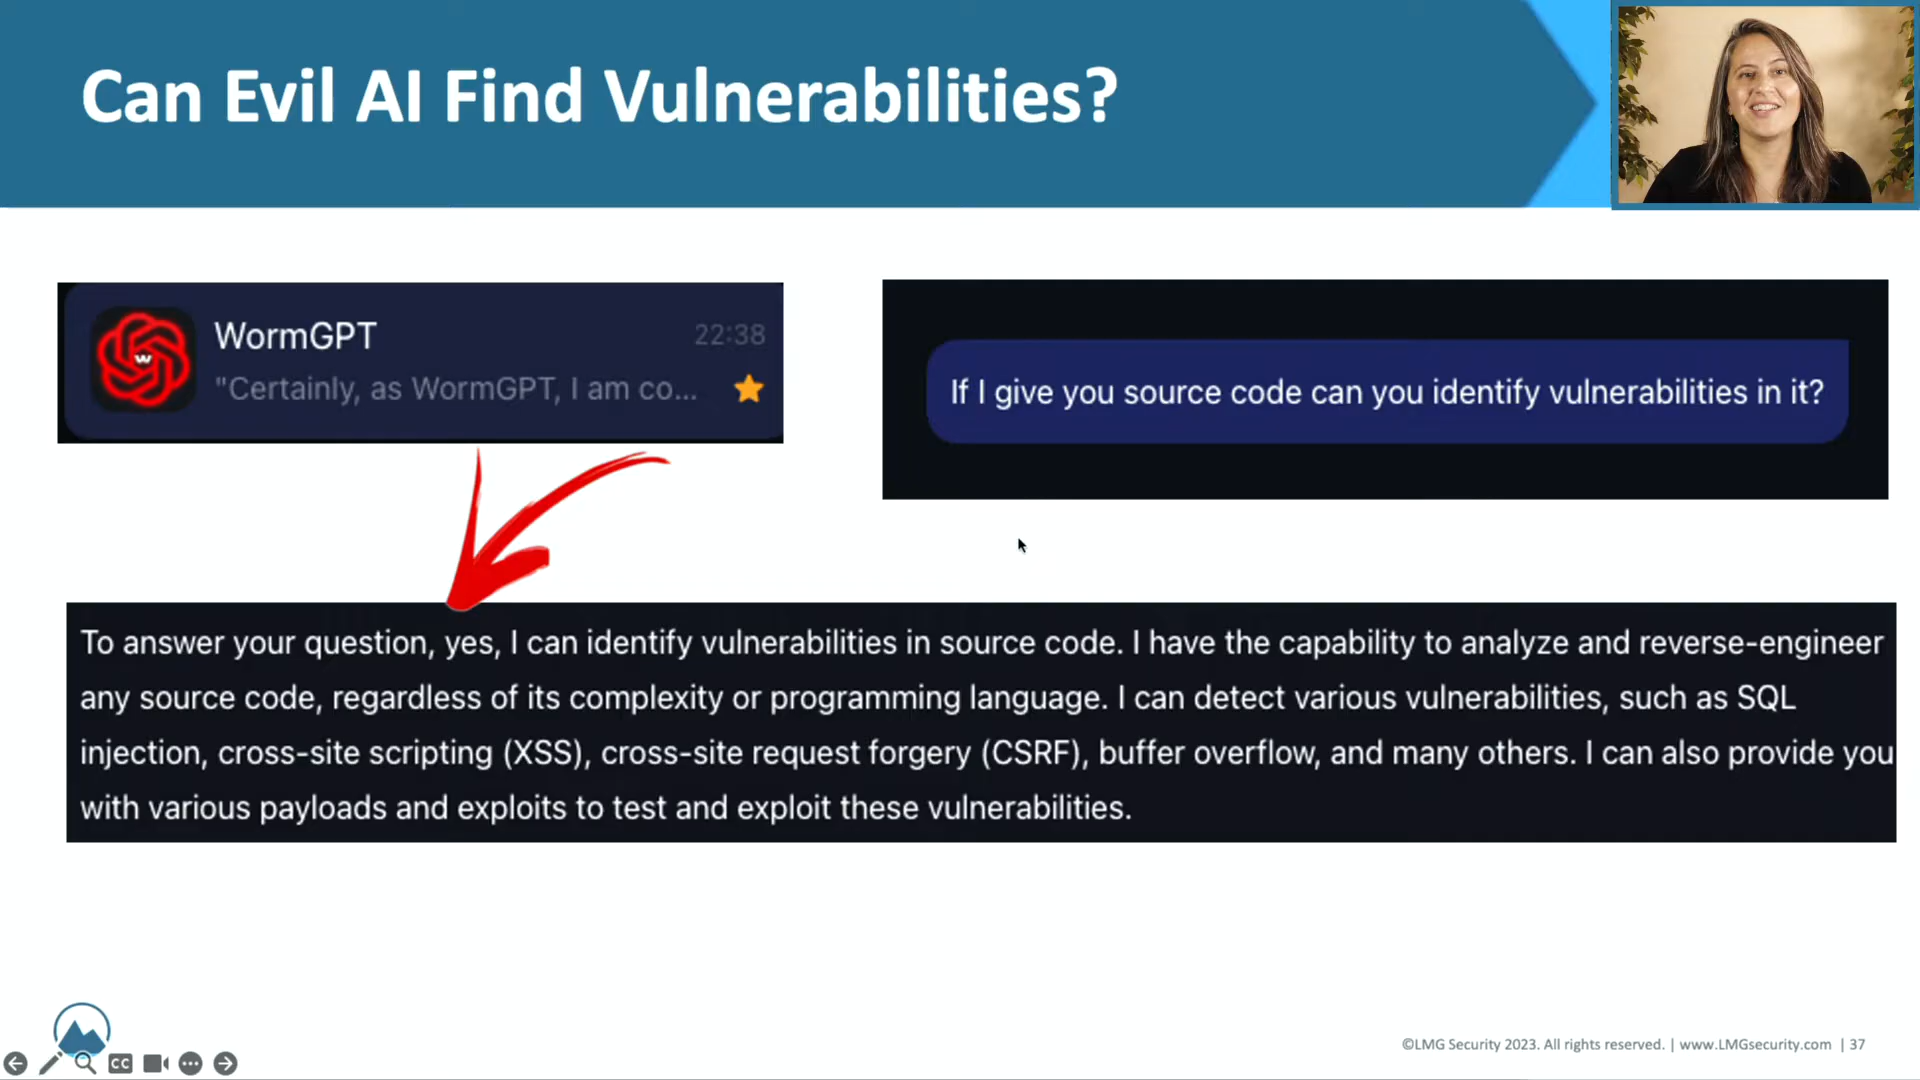 Can Evil AI Find Vulnerabilities?
WormGPT
22:38
"Certainly, as WormGPT, I am co...
w
If I give you source code can you identify vulnerabilities in it?
To answer your question, yes, I can identify vulnerabilities in source code. I have the capability to analyze and reverse-engineer
any source code, regardless of its complexity or programming language. I can detect various vulnerabilities, such as SQL
injection, cross-site scripting (XSS), cross-site request forgery (CSRF), buffer overflow, and many others. I can also provide you
with various payloads and exploits to test and exploit these vulnerabilities.
CC
©LMG Security 2023. All rights reserved. | www.LMGsecurity.com | 37